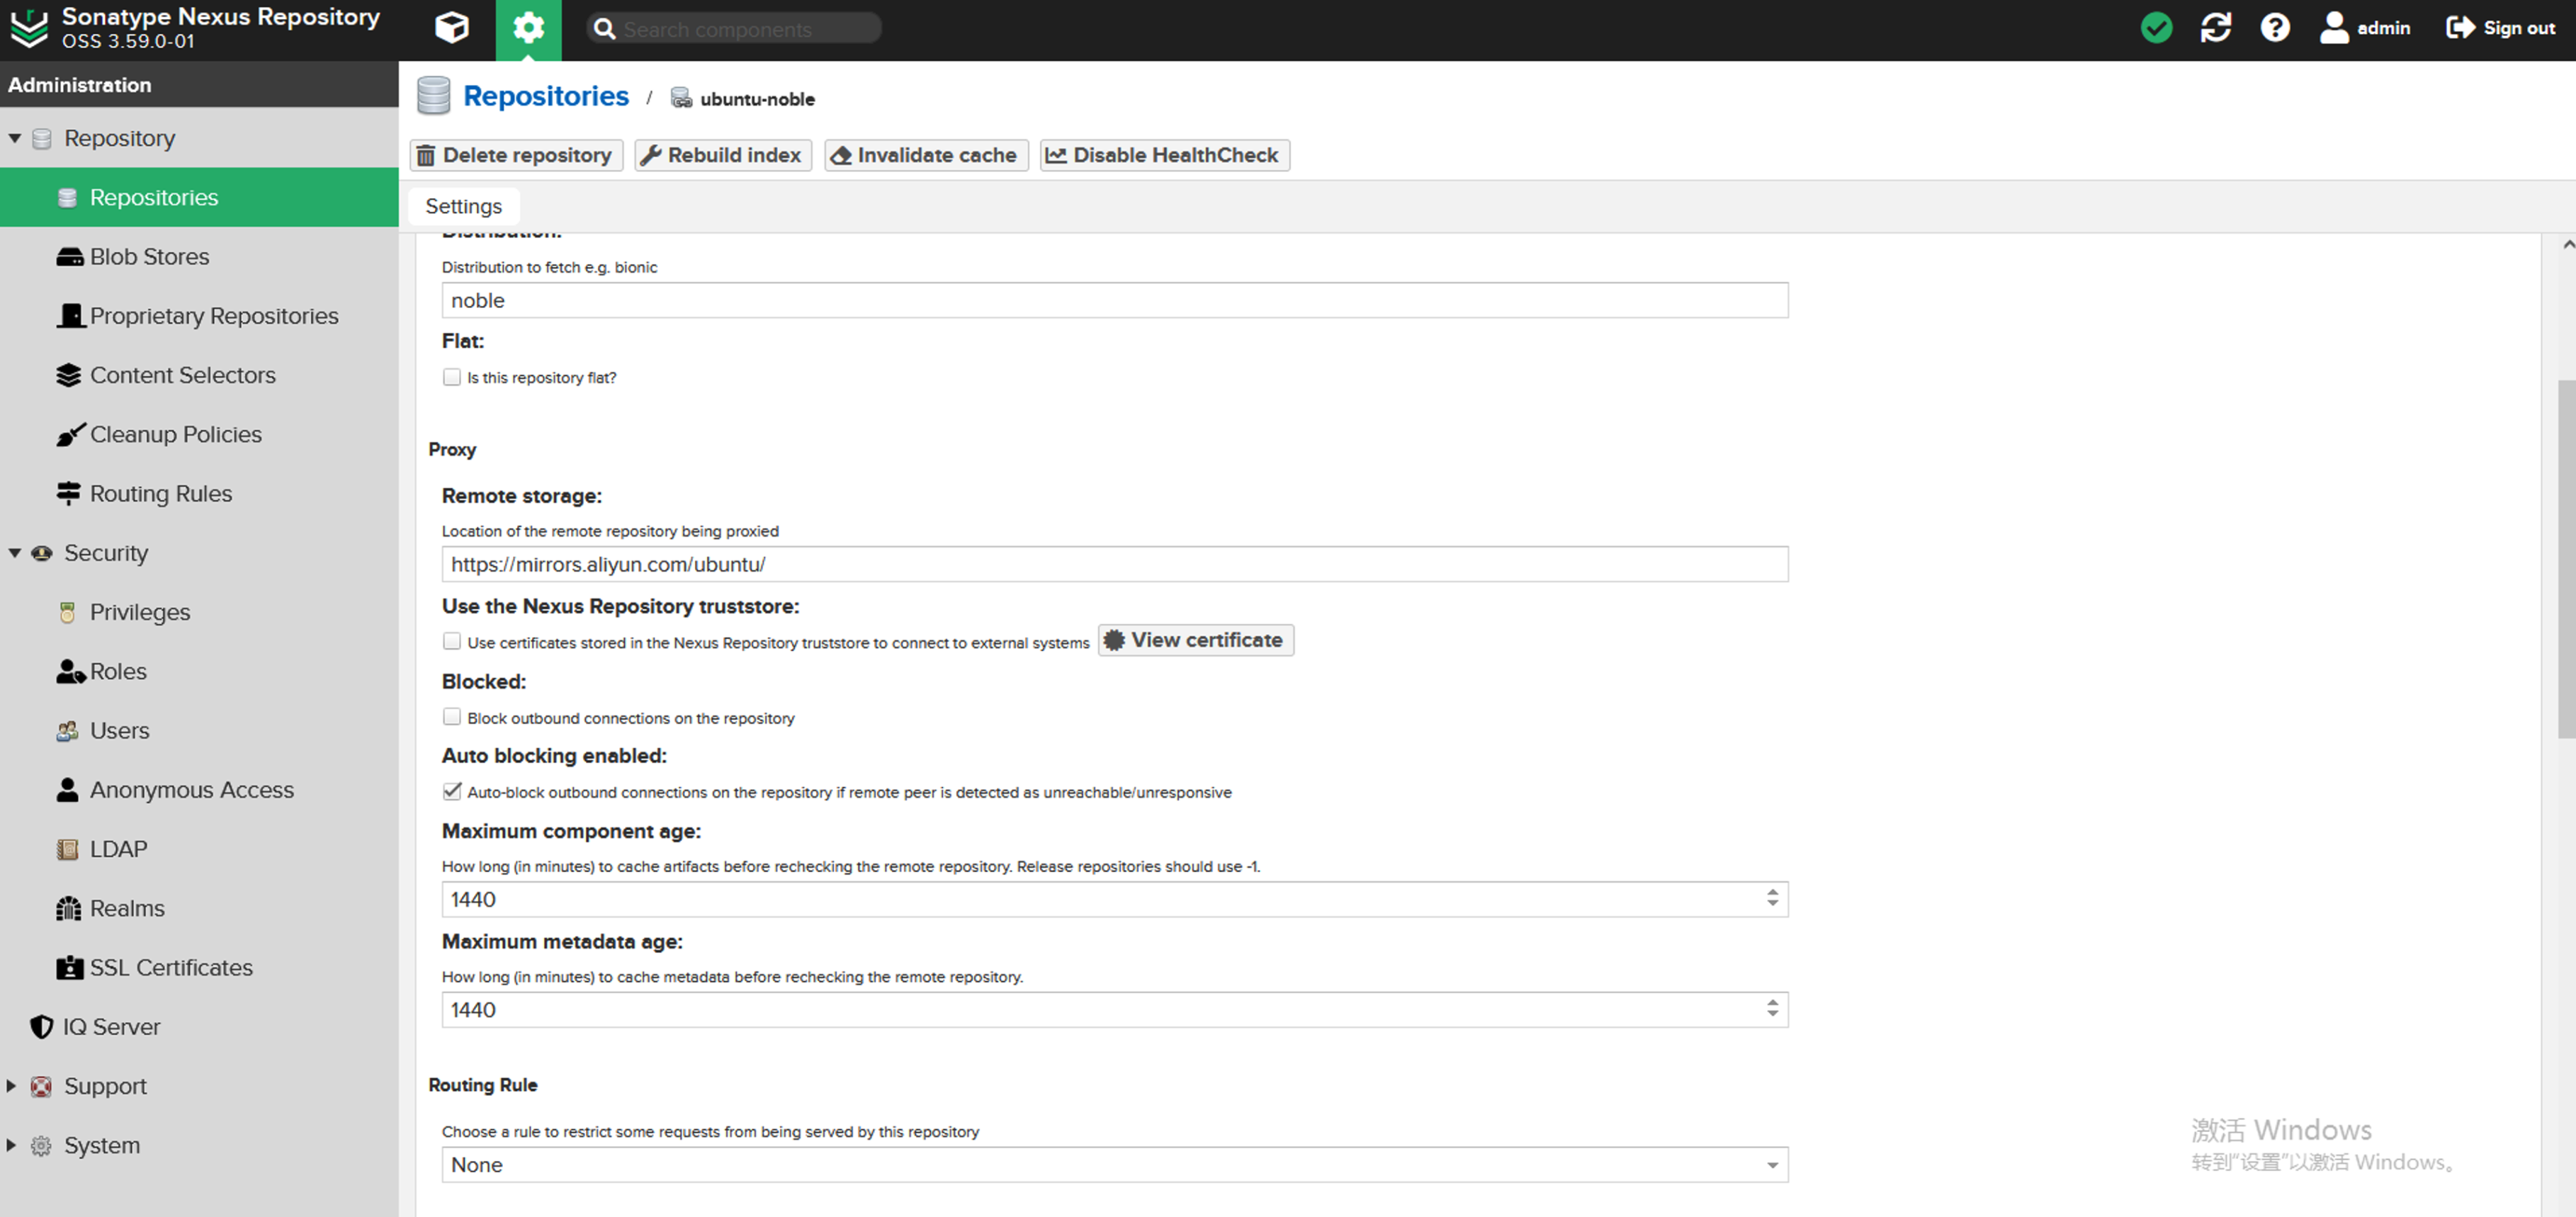 Sonatype Nexus Repository
OSS 3.59.0-01
Search components
admin
Sign out
Administration
Repository
Repositories
Blob Stores
Proprietary Repositories
Content Selectors
Cleanup Policies
Routing Rules
Security
Privileges
Roles
Users
Anonymous Access
LDAP
Realms
SSL Certificates
IQ Server
Support
System
Repositories / ubuntu-noble
Delete repository
Rebuild index
Invalidate cache
Disable HealthCheck
Settings
Distribution:
Distribution to fetch e.g. bionic
noble
Flat:
Is this repository flat?
Proxy
Remote storage:
Location of the remote repository being proxied
https://mirrors.aliyun.com/ubuntu/
Use the Nexus Repository truststore:
Use certificates stored in the Nexus Repository truststore to connect to external systems
View certificate
Blocked:
Block outbound connections on the repository
Auto blocking enabled:
Auto-block outbound connections on the repository if remote peer is detected as unreachable/unresponsive
Maximum component age:
How long (in minutes) to cache artifacts before rechecking the remote repository. Release repositories should use -1.
1440
Maximum metadata age:
How long (in minutes) to cache metadata before rechecking the remote repository.
1440
Routing Rule
Choose a rule to restrict some requests from being served by this repository
None
激活 Windows
转到“设置”以激活 Windows。